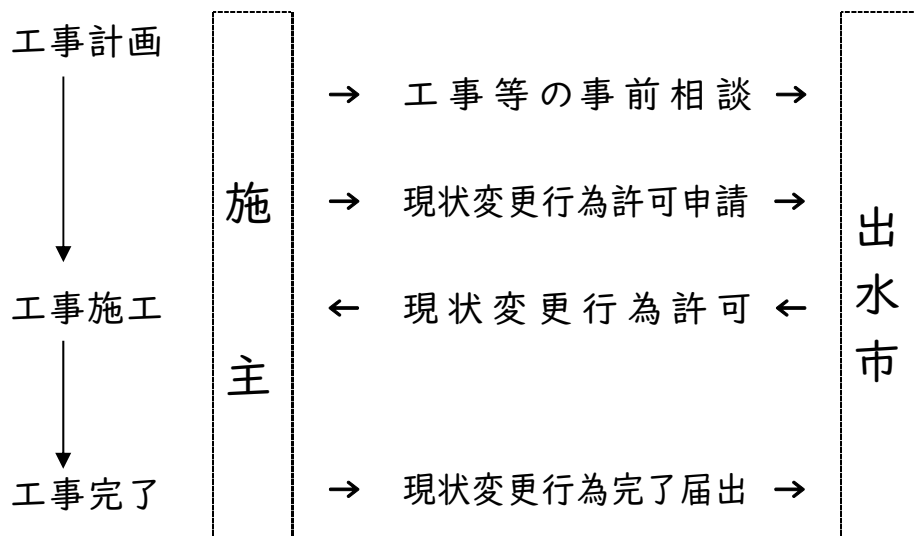 工事計画
工事施工
工事完了
施主
→ 工事等の事前相談 →
→ 現状変更行為許可申請 →
← 現状変更行為許可 ←
→ 現状変更行為完了届出 →
出水市